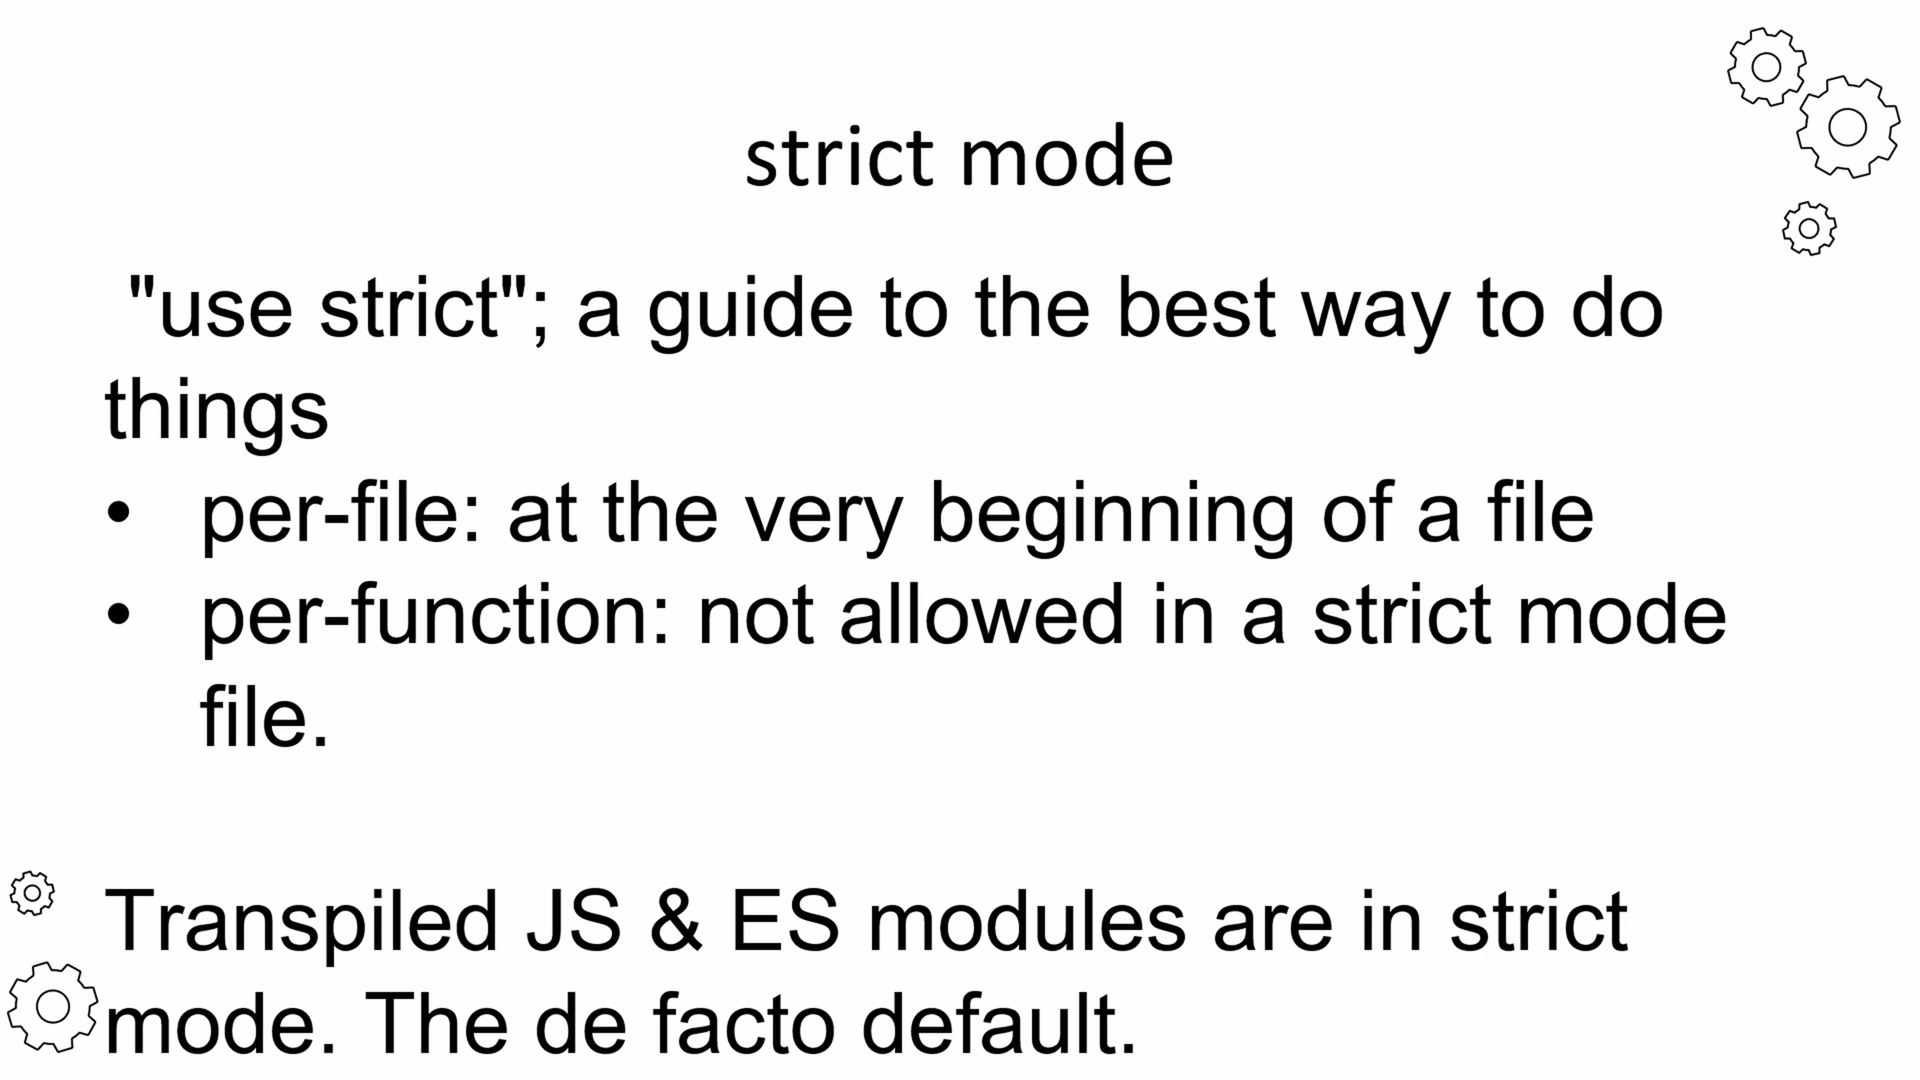 strict mode
"use strict"; a guide to the best way to do
things
• per-file: at the very beginning of a file
• per-function: not allowed in a strict mode
file.
Transpiled JS & ES modules are in strict
mode. The de facto default.